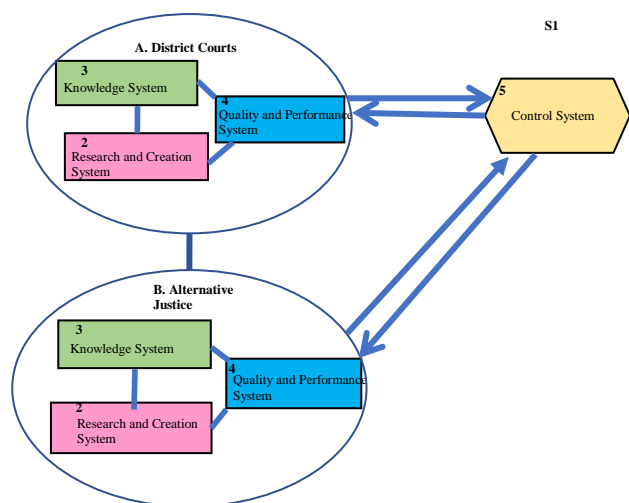 S1
A. District Courts
3
Knowledge System
4
Quality and Performance
System
2
Research and Creation
System
5
Control System
B. Alternative
Justice
3
Knowledge System
4
Quality and Performance
System
2
Research and Creation
System